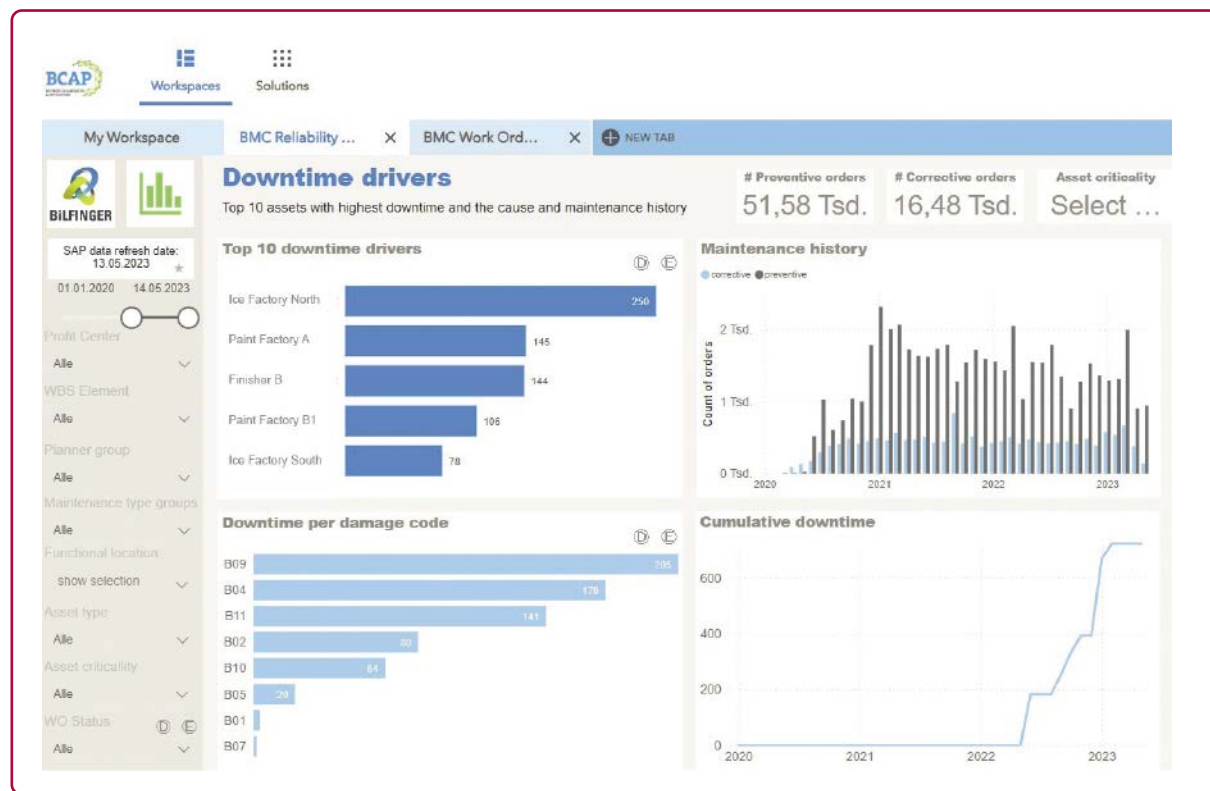 BCAP
Workspaces
Solutions
My Workspace
BMC Reliability ...
BMC Work Ord...
NEW TAB
BILFINGER
SAP data refresh date:
13.05.2023
01.01.2020 14.05.2023
Profit Center
Alle
WBS Element
Alle
Planner group
Alle
Maintenance type groups
Alle
Functional location
show selection
Asset type
Alle
Asset criticality
Alle
WO Status
D E
Alle
Downtime drivers
Top 10 assets with highest downtime and the cause and maintenance history
# Preventive orders
51,58 Tsd.
# Corrective orders
16,48 Tsd.
Asset criticality
Select ...
Top 10 downtime drivers
D E
Ice Factory North 250
Paint Factory A 145
Finisher B 144
Paint Factory B1 106
Ice Factory South 78
Maintenance history
corrective preventive
Count of orders
2 Tsd.
1 Tsd.
0 Tsd.
2020 2021 2022 2023
Downtime per damage code
D E
B09 205
B04 170
B11 141
B02 80
B10 64
B05 20
B01
B07
Cumulative downtime
600
400
200
0
2020 2021 2022 2023